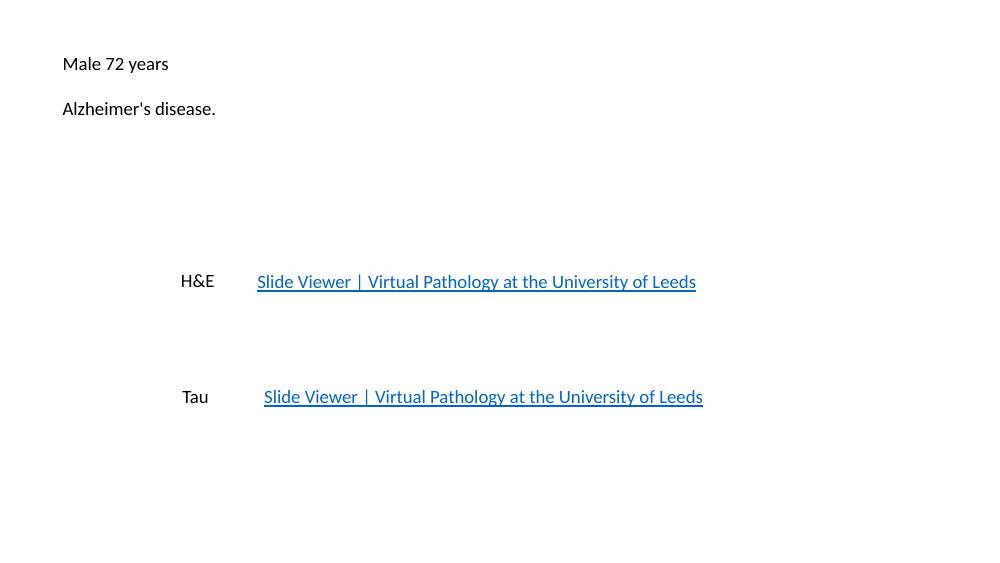 Male 72 years
Alzheimer's disease.
H&E Slide Viewer | Virtual Pathology at the University of Leeds
Tau Slide Viewer | Virtual Pathology at the University of Leeds